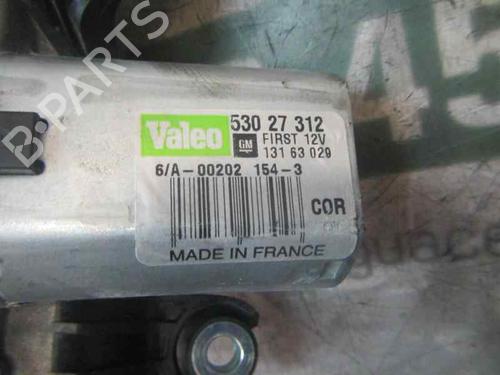 Valeo 530 27 312
GM FIRST 12V
131 63 029
6/A-00202 154-3
COR
MADE IN FRANCE
B-PARTS